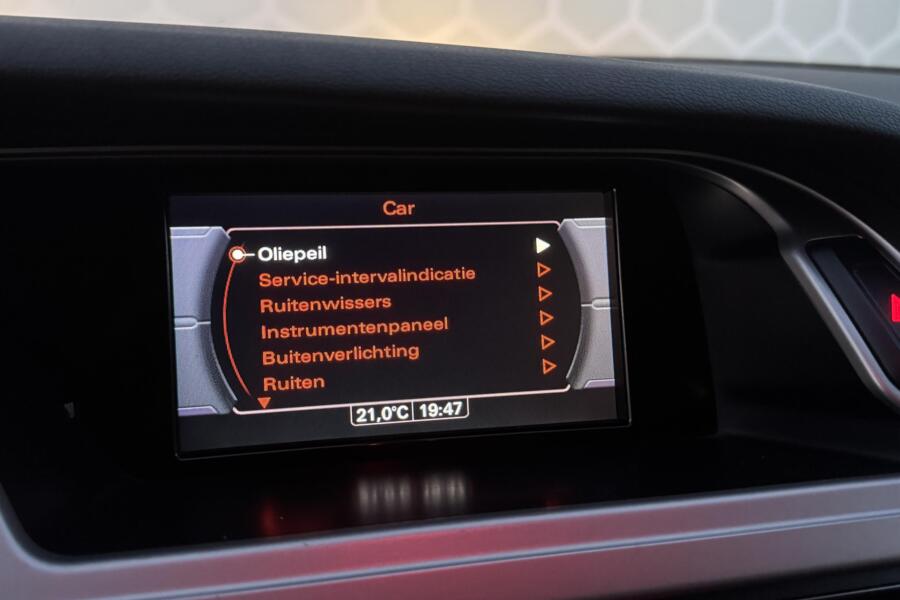 Car
Oliepeil
Service-intervalindicatie
Ruitenwissers
Instrumentenpaneel
Buitenverlichting
Ruiten
21,0°C 19:47